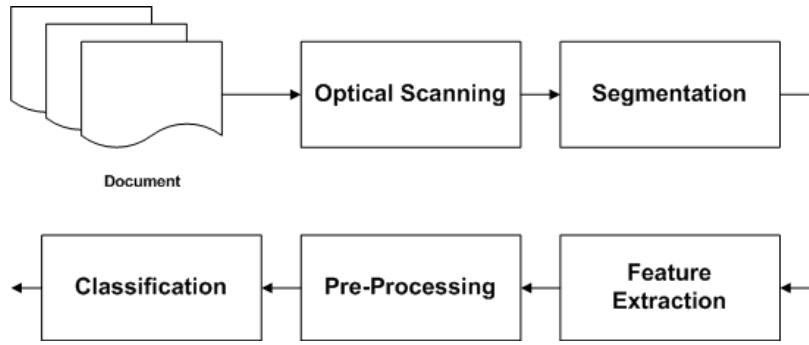 Optical Scanning
Segmentation
Document
Feature
Extraction
Pre-Processing
Classification